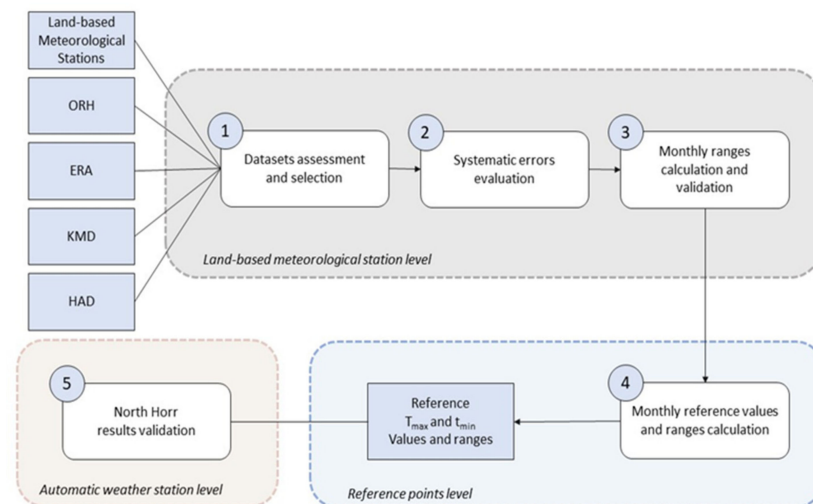 Land-based
Meteorological
Stations
ORH
ERA
KMD
HAD
1
Datasets assessment
and selection
2
Systematic errors
evaluation
3
Monthly ranges
calculation and
validation
Land-based meteorological station level
4
Monthly reference values
and ranges calculation
Reference
Tmax and tmin
Values and ranges
Reference points level
5
North Horr
results validation
Automatic weather station level